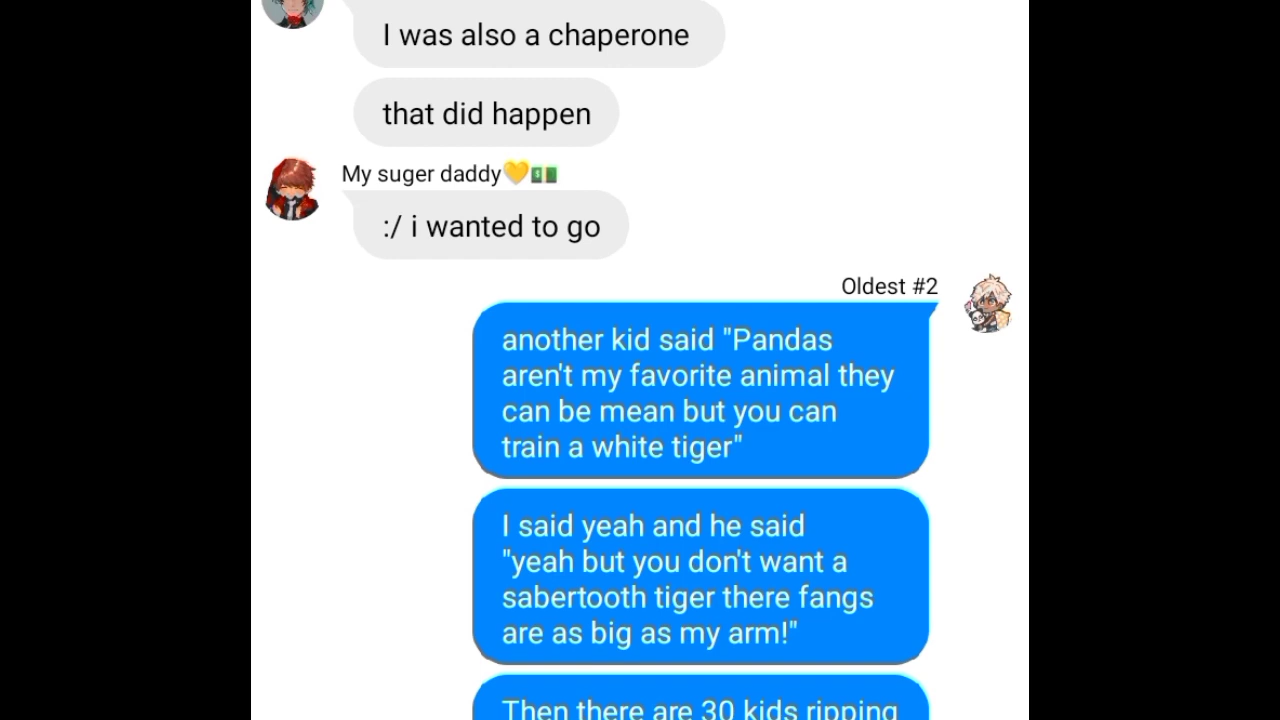 I was also a chaperone
that did happen
My suger daddy💛💵
:/ i wanted to go
Oldest #2
another kid said "Pandas
aren't my favorite animal they
can be mean but you can
train a white tiger"
I said yeah and he said
"yeah but you don't want a
sabertooth tiger there fangs
are as big as my arm!"
Then there are 30 kids ripping